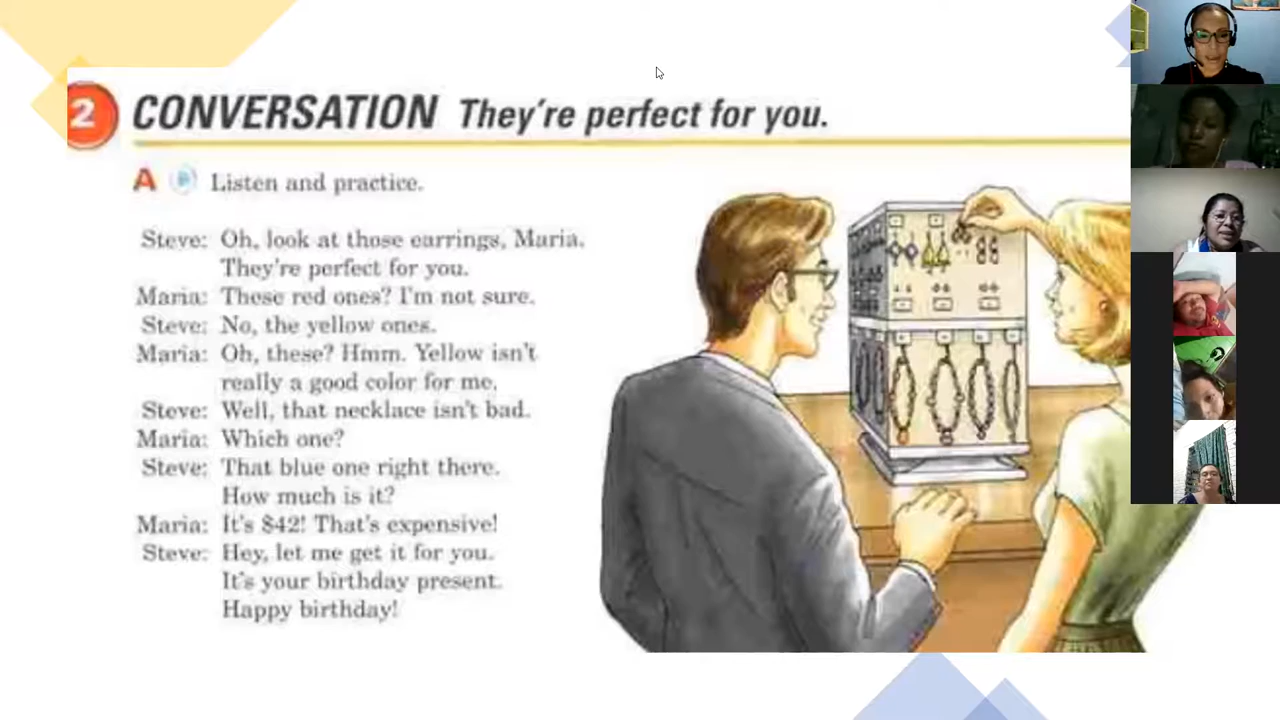 2 CONVERSATION They're perfect for you.
A Listen and practice.
Steve: Oh, look at those earrings, Maria.
They're perfect for you.
Maria: These red ones? I'm not sure.
Steve: No, the yellow ones.
Maria: Oh, these? Hmm. Yellow isn't
really a good color for me.
Steve: Well, that necklace isn't bad.
Maria: Which one?
Steve: That blue one right there.
How much is it?
Maria: It's $42! That's expensive!
Steve: Hey, let me get it for you.
It's your birthday present.
Happy birthday!